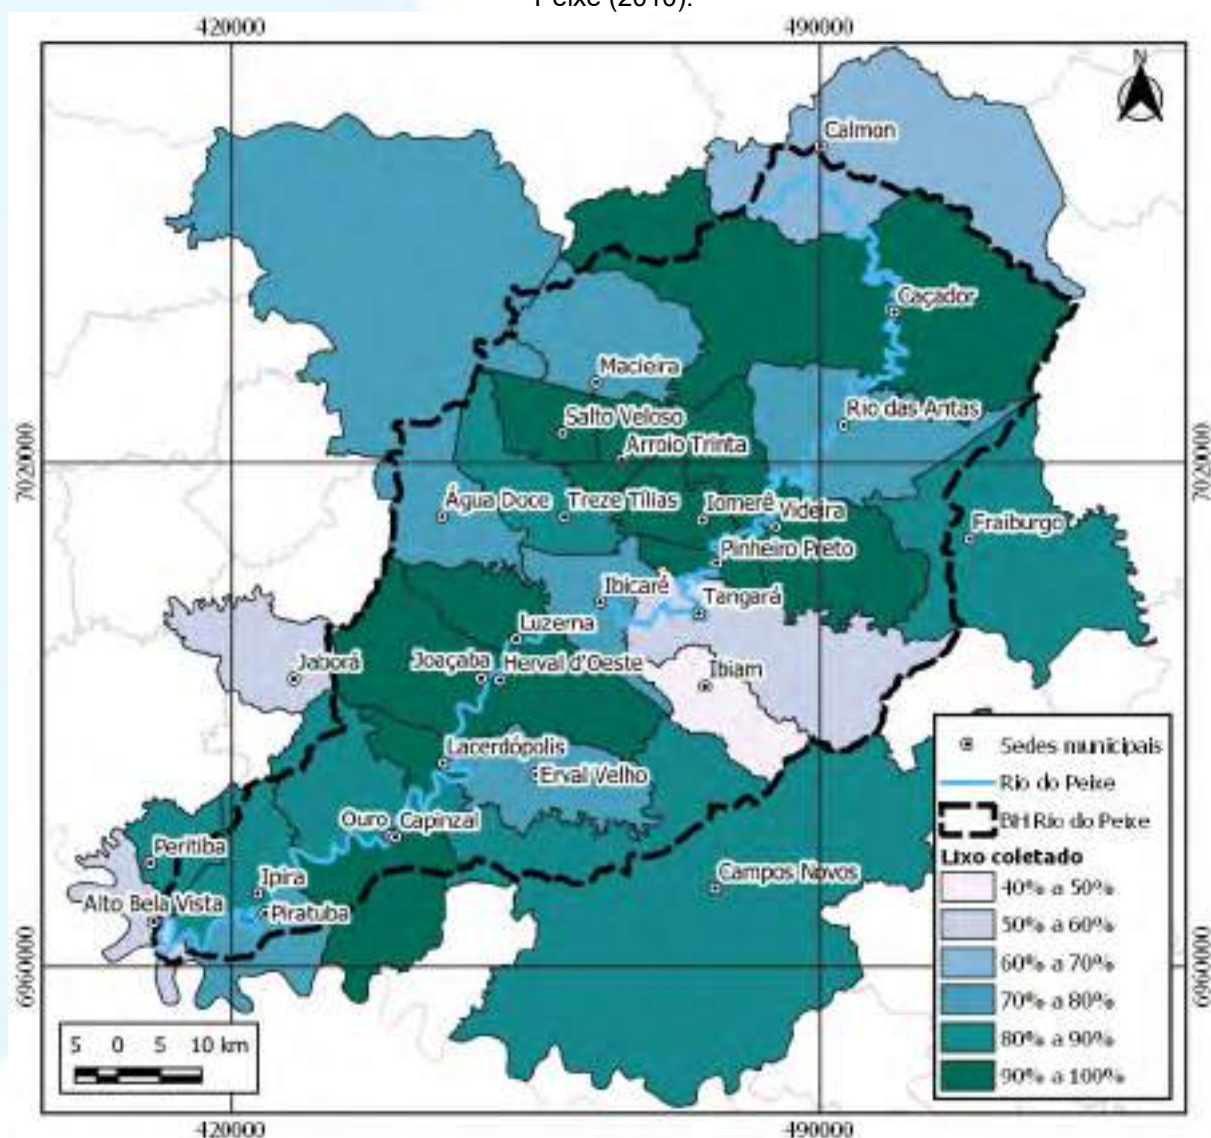 Peixe (2010).
420000 490000
N
Calmon
Caçador
Macieira
Salto Veloso
Rio das Antas
Arroio Trinta
7020000 7020000
Água Doce Treze Tílias Iomerê Videira
Fraiburgo
Pinheiro Preto
Ibicaré
Tangará
Luzerna
Jaborá Joaçaba Herval d'Oeste
Ibiam
Lacerdópolis
Erval Velho
Ouro Capinzal
Peritiba
Ipira
Campos Novos
Alto Bela Vista
Piratuba
6960000 6960000
Sedes municipais
Rio do Peixe
BH Rio do Peixe
Lixo coletado
40% a 50%
50% a 60%
60% a 70%
70% a 80%
80% a 90%
90% a 100%
5 0 5 10 km
420000 490000